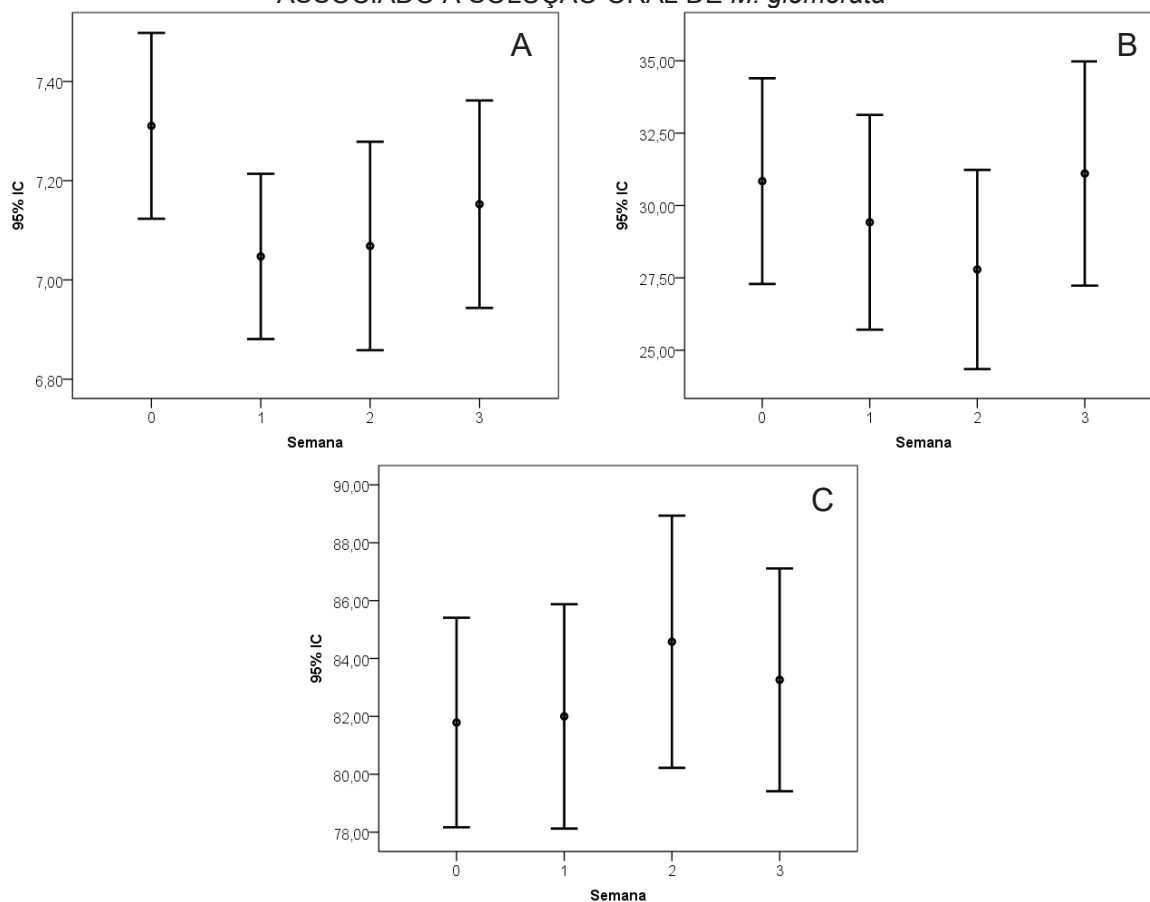 ASSOCIADO À SOLUÇÃO ORAL DE M. glomerata
A
7,40
7,20
7,00
6,80
95% IC
0 1 2 3
Semana
B
35,00
32,50
30,00
27,50
25,00
95% IC
0 1 2 3
Semana
C
90,00
88,00
86,00
84,00
82,00
80,00
78,00
95% IC
0 1 2 3
Semana